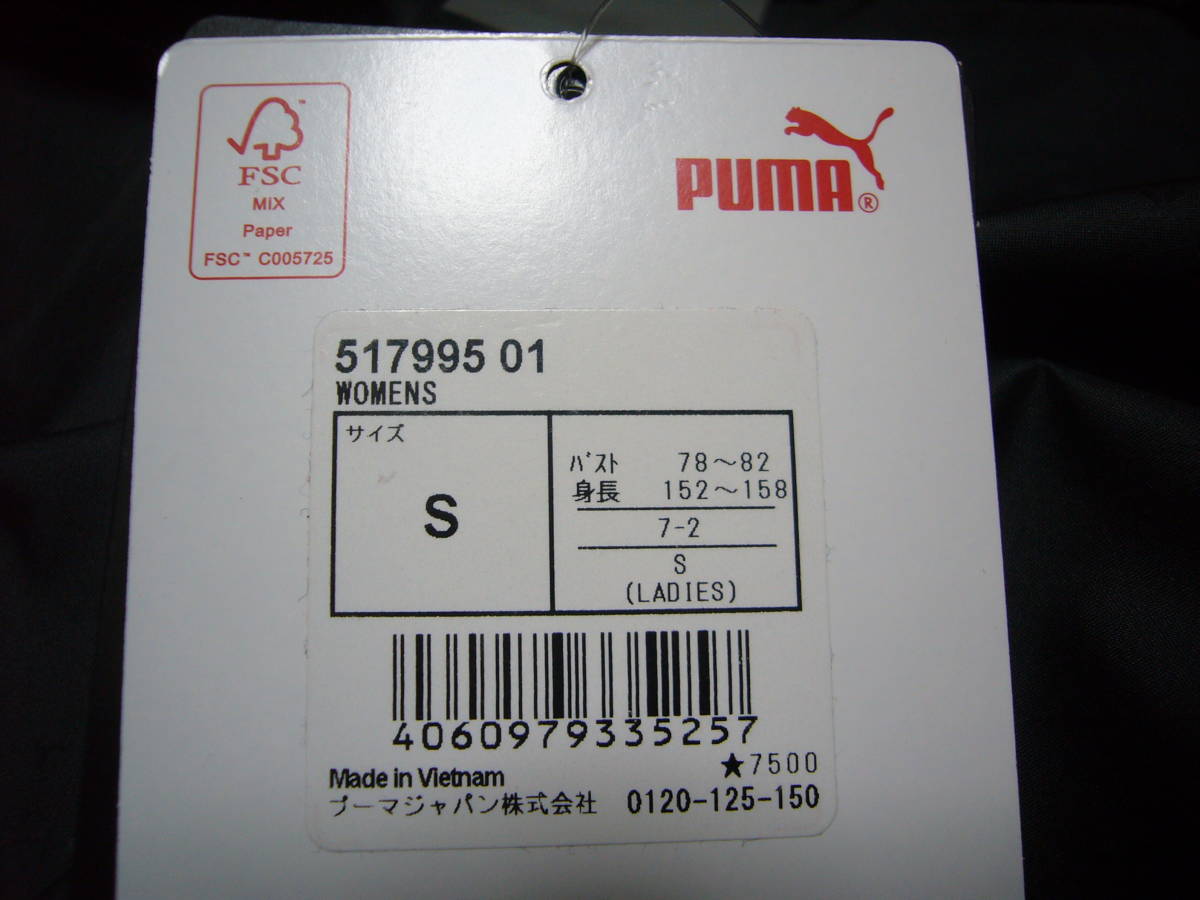 FSC
MIX
Paper
FSC™ C005725
PUMA®
517995 01
WOMENS
サイズ
S
ﾊﾞｽﾄ 78～82
身長 152～158
7-2
S
(LADIES)
4060979335257
★7500
Made in Vietnam
プーマジャパン株式会社 0120-125-150